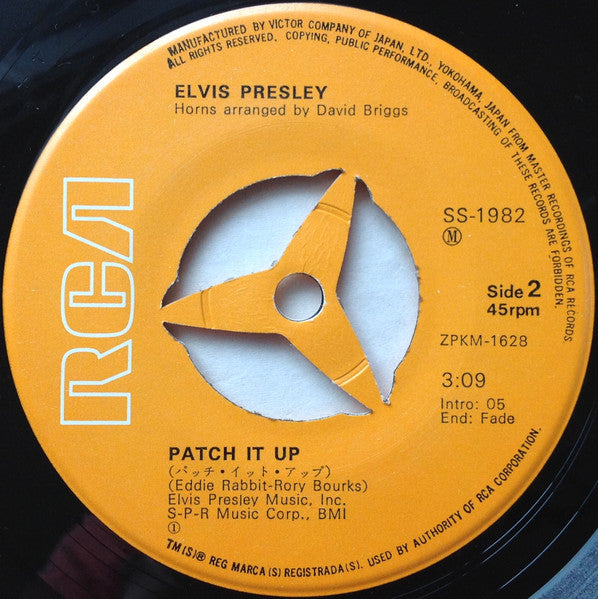 MANUFACTURED BY VICTOR COMPANY OF JAPAN, LTD., YOKOHAMA, JAPAN FROM MASTER RECORDINGS OF RCA RECORDS
ALL RIGHTS RESERVED. COPYING, PUBLIC PERFORMANCE, BROADCASTING OF THESE RECORDS ARE FORBIDDEN.
ELVIS PRESLEY
Horns arranged by David Briggs
RCA
SS-1982
Ⓜ
Side 2
45rpm
ZPKM-1628
3:09
Intro: 05
End: Fade
PATCH IT UP
(パッチ・イット・アップ)
(Eddie Rabbit-Rory Bourks)
Elvis Presley Music, Inc.
S-P-R Music Corp., BMI
①
TM(S)® REG MARCA(S) REGISTRADA(S). USED BY AUTHORITY OF RCA CORPORATION.